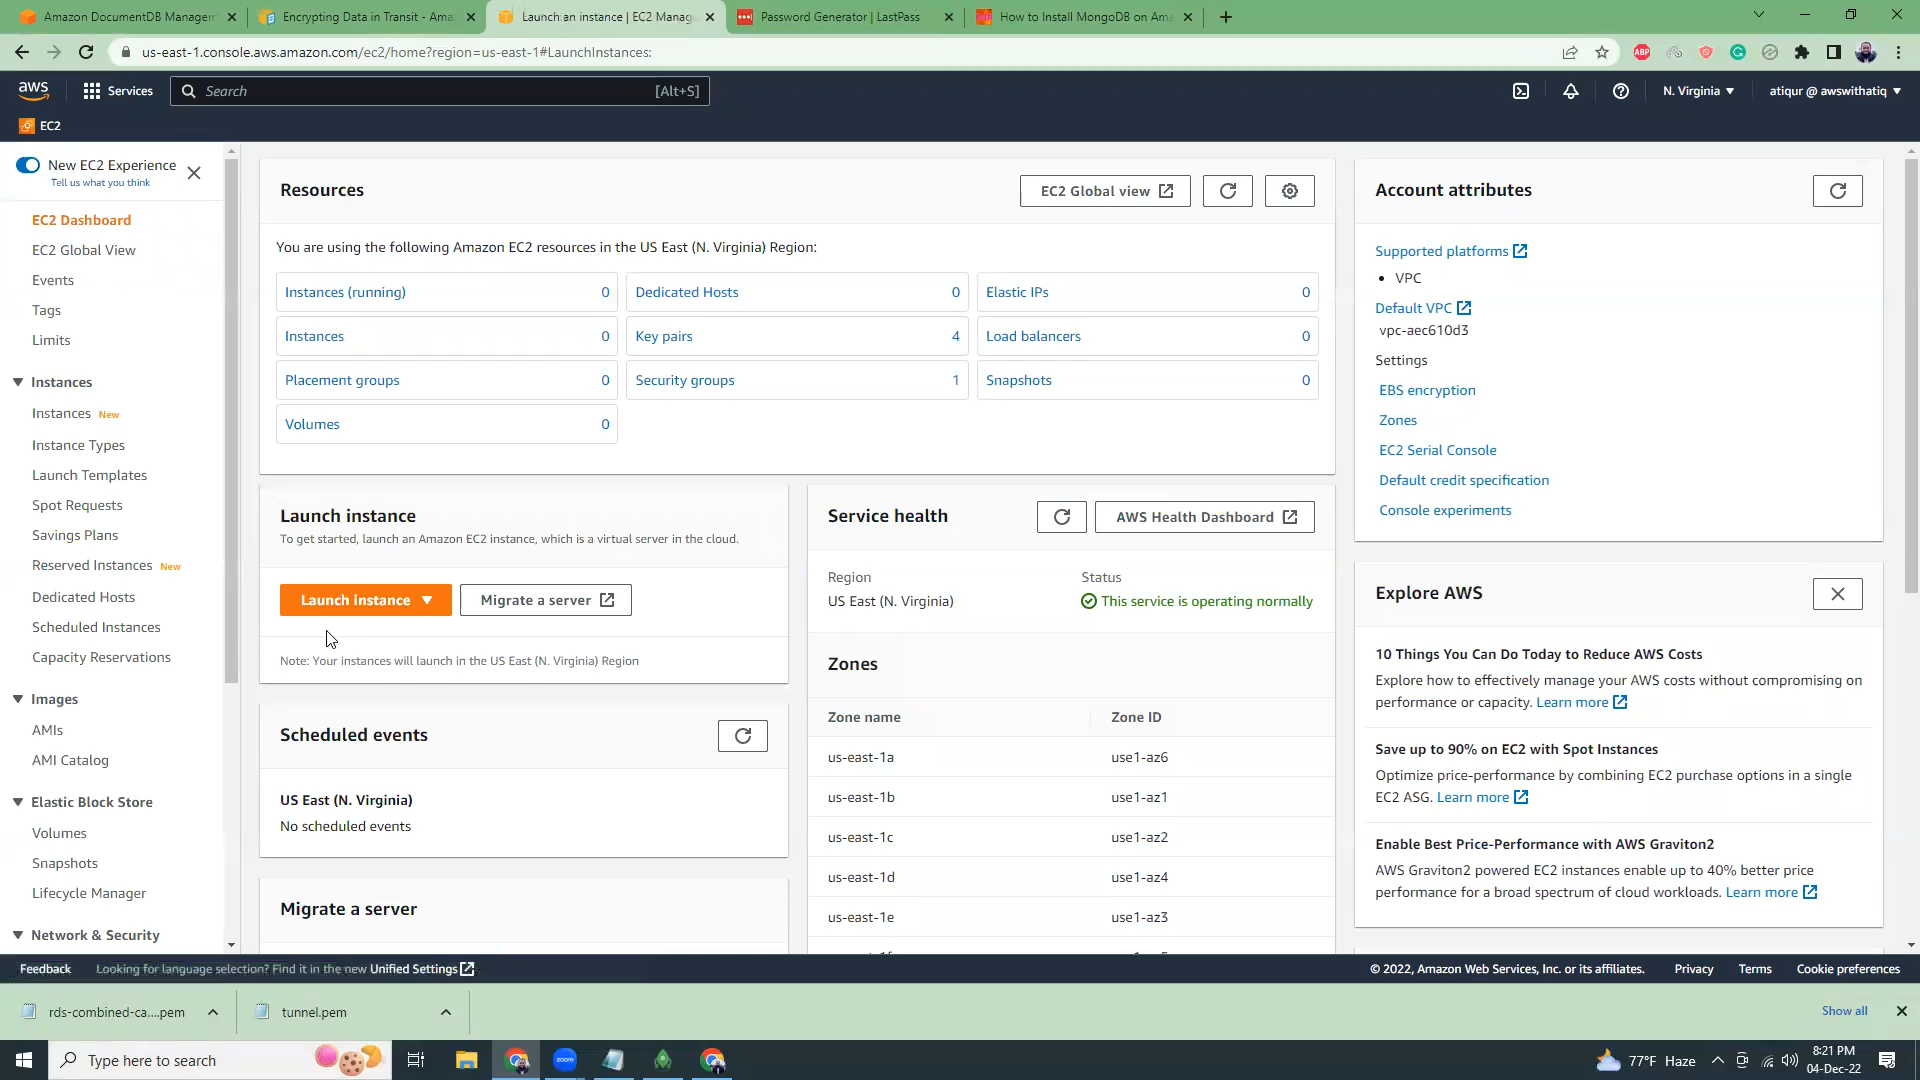 Amazon DocumentDB Managem
Encrypting Data in Transit - Ama
Launch an instance | EC2 Manag
Password Generator | LastPass
How to Install MongoDB on Am
us-east-1.console.aws.amazon.com/ec2/home?region=us-east-1#LaunchInstances:
ABP
aws
Services
Search
[Alt+S]
N. Virginia
atiqur @ awswithatiq
EC2
New EC2 Experience
Tell us what you think
EC2 Dashboard
EC2 Global View
Events
Tags
Limits
Instances
Instances New
Instance Types
Launch Templates
Spot Requests
Savings Plans
Reserved Instances New
Dedicated Hosts
Scheduled Instances
Capacity Reservations
Images
AMIs
AMI Catalog
Elastic Block Store
Volumes
Snapshots
Lifecycle Manager
Network & Security
Resources
EC2 Global view
You are using the following Amazon EC2 resources in the US East (N. Virginia) Region:
Instances (running) 0
Dedicated Hosts 0
Elastic IPs 0
Instances 0
Key pairs 4
Load balancers 0
Placement groups 0
Security groups 1
Snapshots 0
Volumes 0
Launch instance
To get started, launch an Amazon EC2 instance, which is a virtual server in the cloud.
Launch instance
Migrate a server
Note: Your instances will launch in the US East (N. Virginia) Region
Scheduled events
US East (N. Virginia)
No scheduled events
Migrate a server
Service health
AWS Health Dashboard
Region
US East (N. Virginia)
Status
This service is operating normally
Zones
Zone name Zone ID
us-east-1a use1-az6
us-east-1b use1-az1
us-east-1c use1-az2
us-east-1d use1-az4
us-east-1e use1-az3
Account attributes
Supported platforms
• VPC
Default VPC
vpc-aec610d3
Settings
EBS encryption
Zones
EC2 Serial Console
Default credit specification
Console experiments
Explore AWS
10 Things You Can Do Today to Reduce AWS Costs
Explore how to effectively manage your AWS costs without compromising on
performance or capacity. Learn more
Save up to 90% on EC2 with Spot Instances
Optimize price-performance by combining EC2 purchase options in a single
EC2 ASG. Learn more
Enable Best Price-Performance with AWS Graviton2
AWS Graviton2 powered EC2 instances enable up to 40% better price
performance for a broad spectrum of cloud workloads. Learn more
Feedback
Looking for language selection? Find it in the new Unified Settings
© 2022, Amazon Web Services, Inc. or its affiliates.
Privacy
Terms
Cookie preferences
rds-combined-ca....pem
tunnel.pem
Show all
Type here to search
zoom
77°F Haze
8:21 PM
04-Dec-22